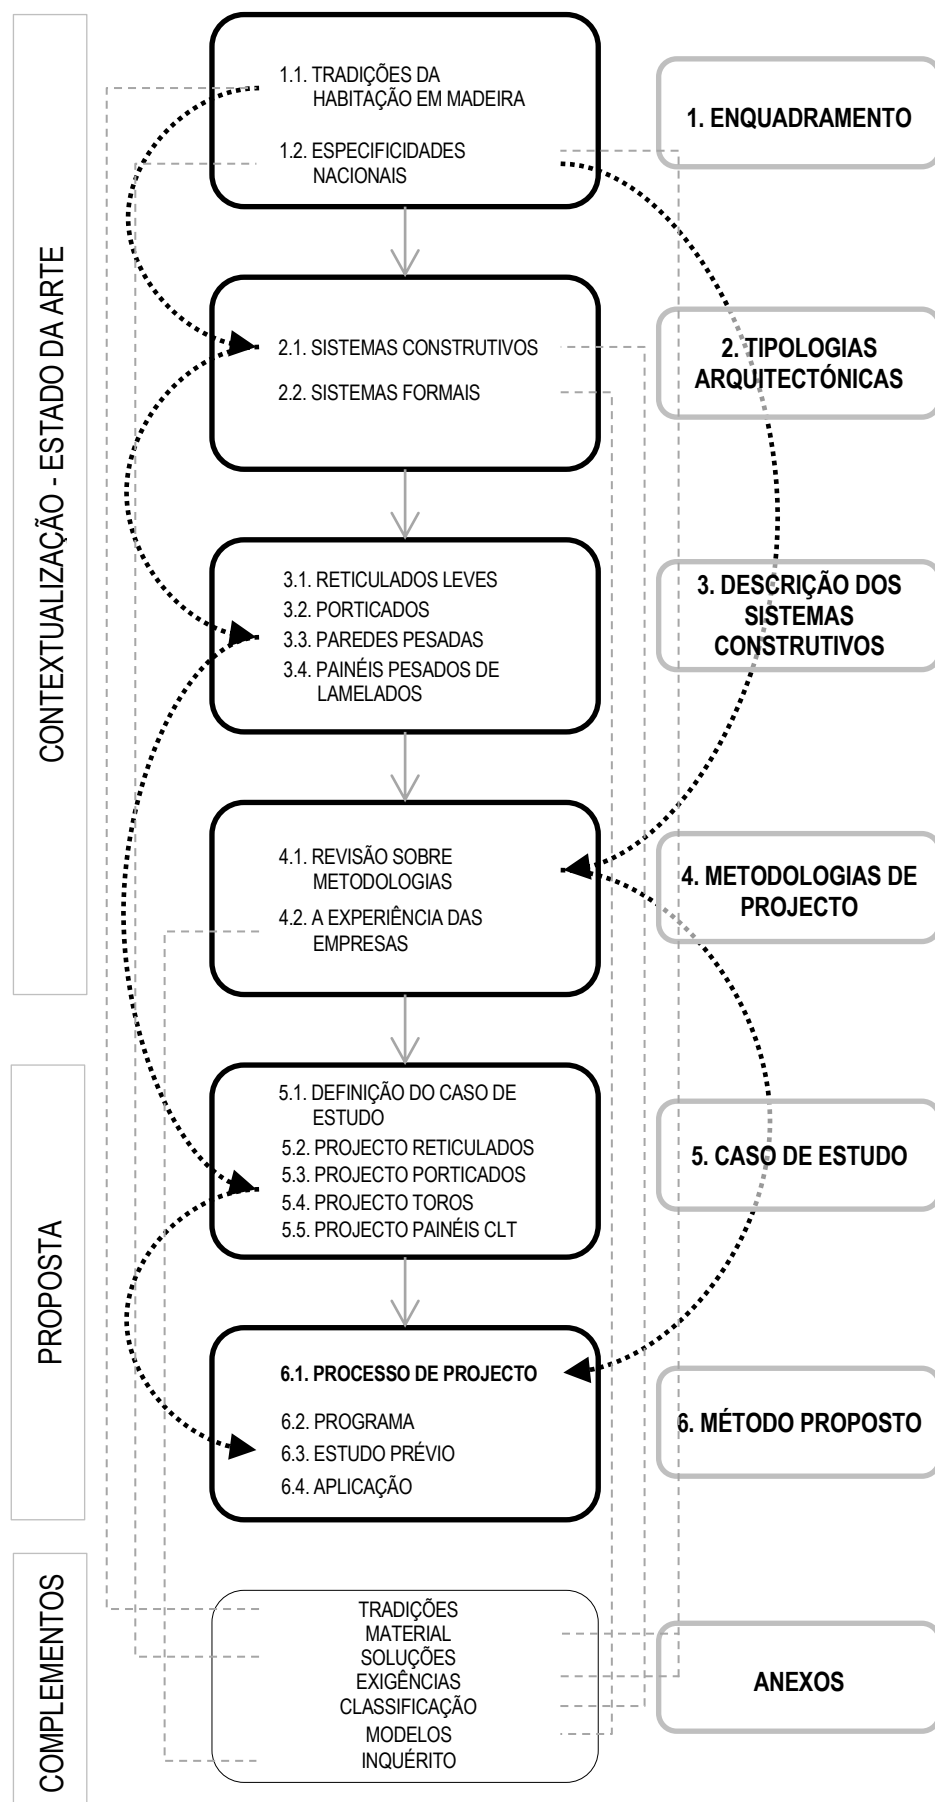 CONTEXTUALIZAÇÃO - ESTADO DA ARTE
1.1. TRADIÇÕES DA
HABITAÇÃO EM MADEIRA
1.2. ESPECIFICIDADES
NACIONAIS
1. ENQUADRAMENTO
2.1. SISTEMAS CONSTRUTIVOS
2.2. SISTEMAS FORMAIS
2. TIPOLOGIAS
ARQUITECTÓNICAS
3.1. RETICULADOS LEVES
3.2. PORTICADOS
3.3. PAREDES PESADAS
3.4. PAINÉIS PESADOS DE
LAMELADOS
3. DESCRIÇÃO DOS
SISTEMAS
CONSTRUTIVOS
4.1. REVISÃO SOBRE
METODOLOGIAS
4.2. A EXPERIÊNCIA DAS
EMPRESAS
4. METODOLOGIAS DE
PROJECTO
PROPOSTA
5.1. DEFINIÇÃO DO CASO DE
ESTUDO
5.2. PROJECTO RETICULADOS
5.3. PROJECTO PORTICADOS
5.4. PROJECTO TOROS
5.5. PROJECTO PAINÉIS CLT
5. CASO DE ESTUDO
6.1. PROCESSO DE PROJECTO
6.2. PROGRAMA
6.3. ESTUDO PRÉVIO
6.4. APLICAÇÃO
6. MÉTODO PROPOSTO
COMPLEMENTOS
TRADIÇÕES
MATERIAL
SOLUÇÕES
EXIGÊNCIAS
CLASSIFICAÇÃO
MODELOS
INQUÉRITO
ANEXOS